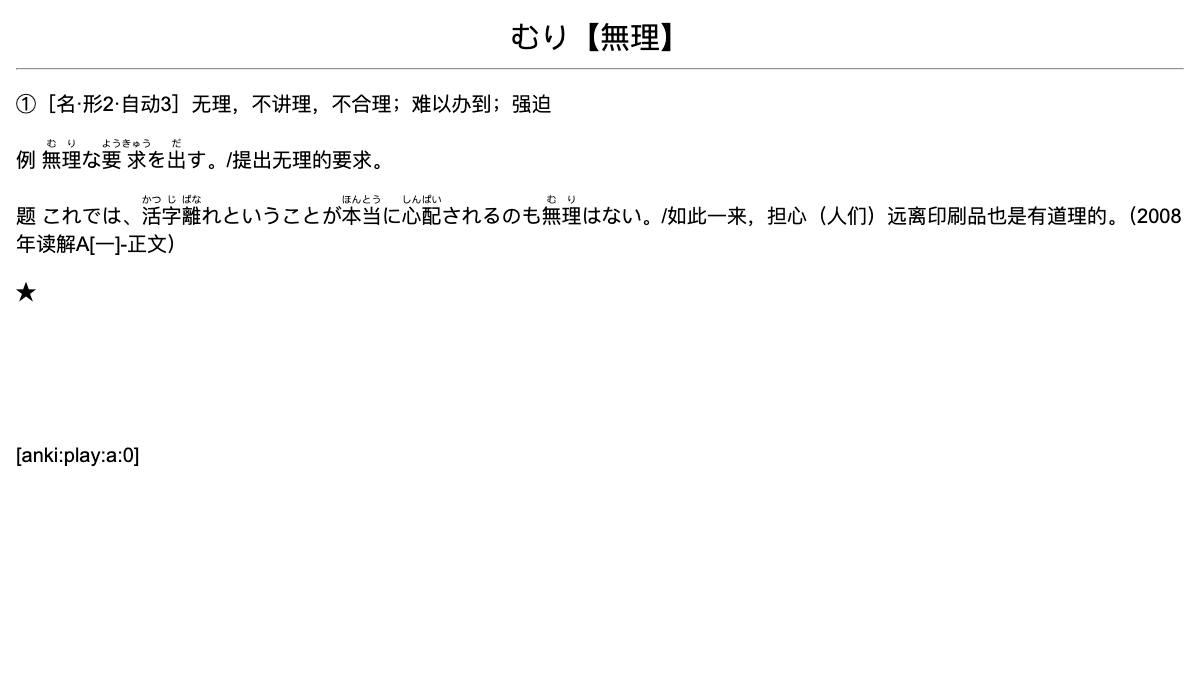 むり【無理】
①［名·形2·自动3］无理，不讲理，不合理；难以办到；强迫
むり ようきゅう だ
例 無理な要求を出す。/提出无理的要求。
かつじばな ほんとう しんぱい むり
题 これでは、活字離れということが本当に心配されるのも無理はない。/如此一来，担心（人们）远离印刷品也是有道理的。（2008
年读解A[一]-正文）
★
[anki:play:a:0]